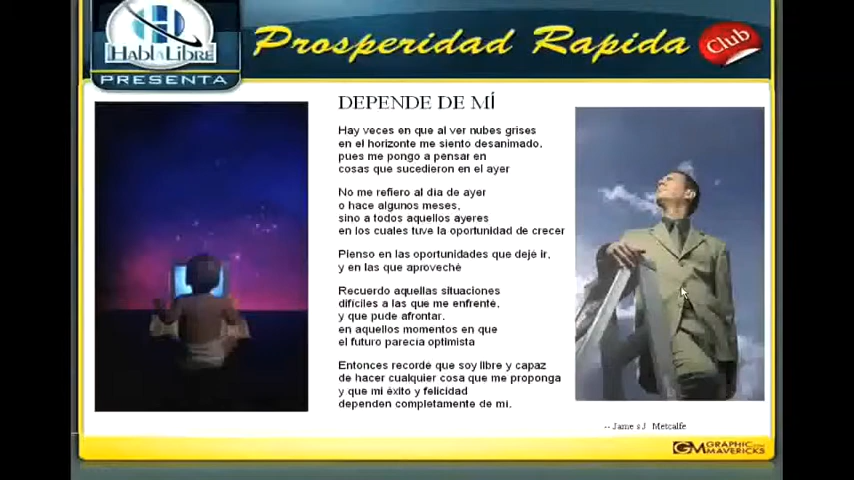 HABLALIBRE
PRESENTA
Prosperidad Rapida
Club
DEPENDE DE MÍ
Hay veces en que al ver nubes grises
en el horizonte me siento desanimado,
pues me pongo a pensar en
cosas que sucedieron en el ayer
No me refiero al día de ayer
o hace algunos meses,
sino a todos aquellos ayeres
en los cuales tuve la oportunidad de crecer
Pienso en las oportunidades que dejé ir,
y en las que aproveché
Recuerdo aquellas situaciones
difíciles a las que me enfrenté,
y que pude afrontar.
en aquellos momentos en que
el futuro parecía optimista
Entonces recordé que soy libre y capaz
de hacer cualquier cosa que me proponga
y que mi éxito y felicidad
dependen completamente de mí.
-- James J. Metcalfe
GM GRAPHIC.COM
MAVERICKS